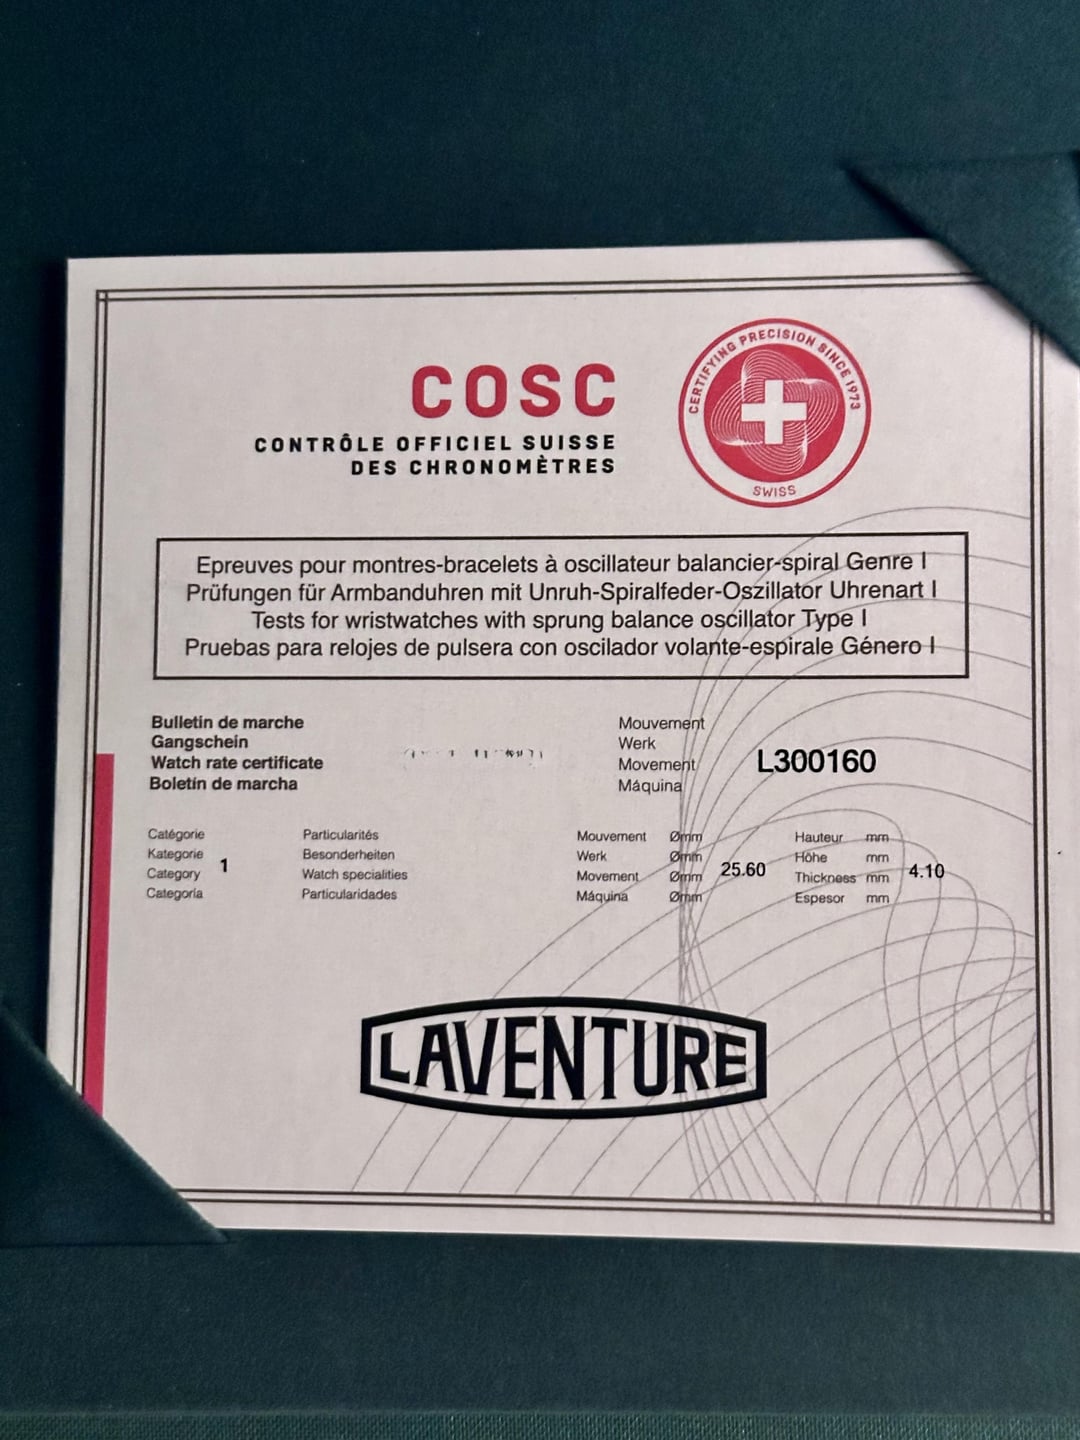 COSC
CONTRÔLE OFFICIEL SUISSE
DES CHRONOMÈTRES
CERTIFYING PRECISION SINCE 1973
SWISS
Epreuves pour montres-bracelets à oscillateur balancier-spiral Genre I
Prüfungen für Armbanduhren mit Unruh-Spiralfeder-Oszillator Uhrenart I
Tests for wristwatches with sprung balance oscillator Type I
Pruebas para relojes de pulsera con oscilador volante-espirale Género I
Bulletin de marche
Gangschein
Watch rate certificate
Boletín de marcha
Mouvement
Werk
Movement
Máquina
L300160
Catégorie
Kategorie
Category
Categoría
1
Particularités
Besonderheiten
Watch specialities
Particularidades
Mouvement Ømm
Werk Ømm
Movement Ømm
Máquina Ømm
25.60
Hauteur mm
Höhe mm
Thickness mm
Espesor mm
4.10
LAVENTURE